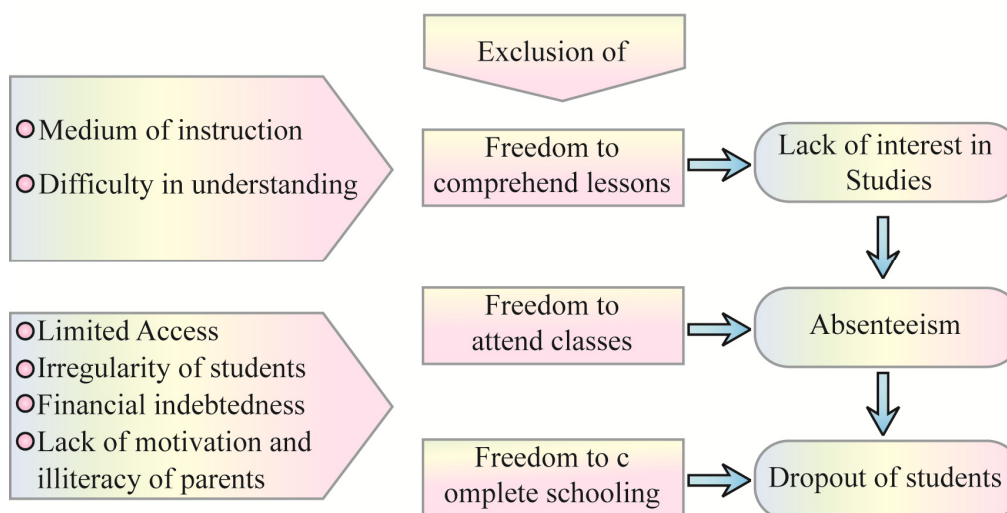 Exclusion of
Medium of instruction
Difficulty in understanding
Freedom to
comprehend lessons
Lack of interest in
Studies
Limited Access
Irregularity of students
Financial indebtedness
Lack of motivation and
illiteracy of parents
Freedom to
attend classes
Absenteeism
Freedom to c
omplete schooling
Dropout of students